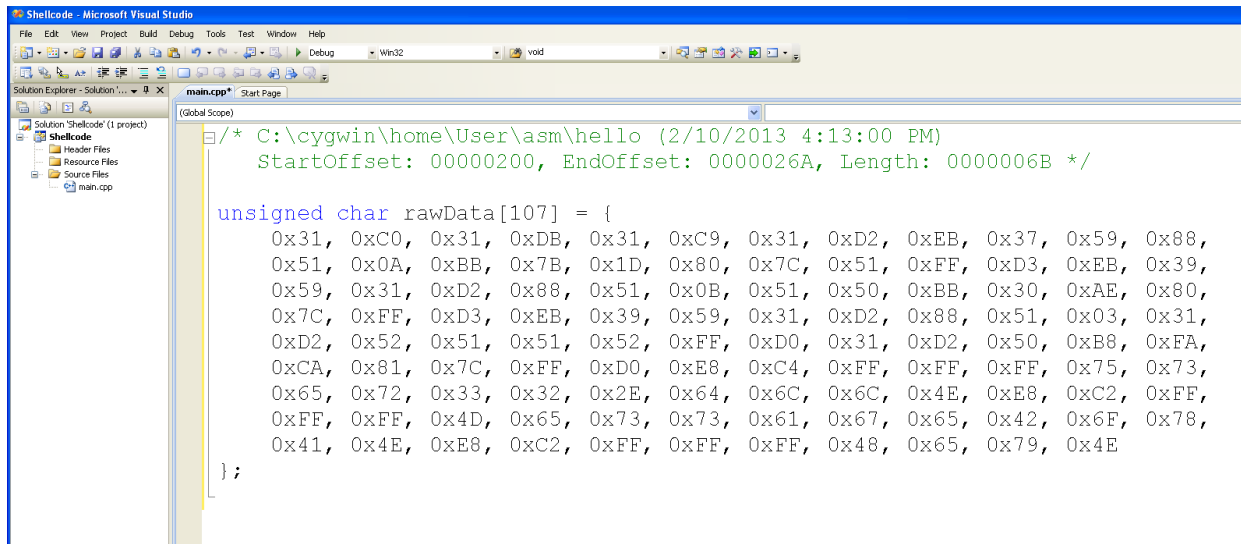 Shellcode - Microsoft Visual Studio
File Edit View Project Build Debug Tools Test Window Help
Debug Win32 void
Solution Explorer - Solution '...
main.cpp* Start Page
(Global Scope)
Solution 'Shellcode' (1 project)
Shellcode
Header Files
Resource Files
Source Files
main.cpp
/* C:\cygwin\home\User\asm\hello (2/10/2013 4:13:00 PM)
StartOffset: 00000200, EndOffset: 0000026A, Length: 0000006B */
unsigned char rawData[107] = {
0x31, 0xC0, 0x31, 0xDB, 0x31, 0xC9, 0x31, 0xD2, 0xEB, 0x37, 0x59, 0x88,
0x51, 0x0A, 0xBB, 0x7B, 0x1D, 0x80, 0x7C, 0x51, 0xFF, 0xD3, 0xEB, 0x39,
0x59, 0x31, 0xD2, 0x88, 0x51, 0x0B, 0x51, 0x50, 0xBB, 0x30, 0xAE, 0x80,
0x7C, 0xFF, 0xD3, 0xEB, 0x39, 0x59, 0x31, 0xD2, 0x88, 0x51, 0x03, 0x31,
0xD2, 0x52, 0x51, 0x51, 0x52, 0xFF, 0xD0, 0x31, 0xD2, 0x50, 0xB8, 0xFA,
0xCA, 0x81, 0x7C, 0xFF, 0xD0, 0xE8, 0xC4, 0xFF, 0xFF, 0xFF, 0x75, 0x73,
0x65, 0x72, 0x33, 0x32, 0x2E, 0x64, 0x6C, 0x6C, 0x4E, 0xE8, 0xC2, 0xFF,
0xFF, 0xFF, 0x4D, 0x65, 0x73, 0x73, 0x61, 0x67, 0x65, 0x42, 0x6F, 0x78,
0x41, 0x4E, 0xE8, 0xC2, 0xFF, 0xFF, 0xFF, 0x48, 0x65, 0x79, 0x4E
};